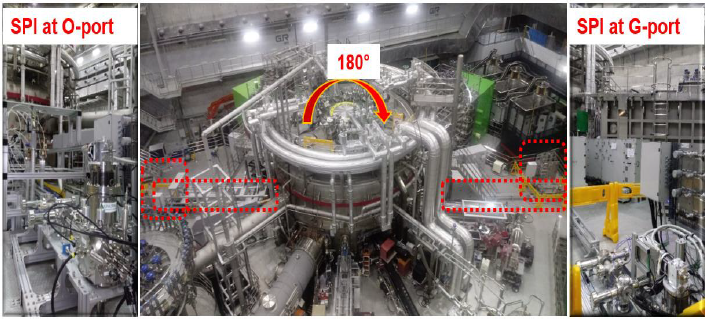 SPI at O-port
180°
SPI at G-port